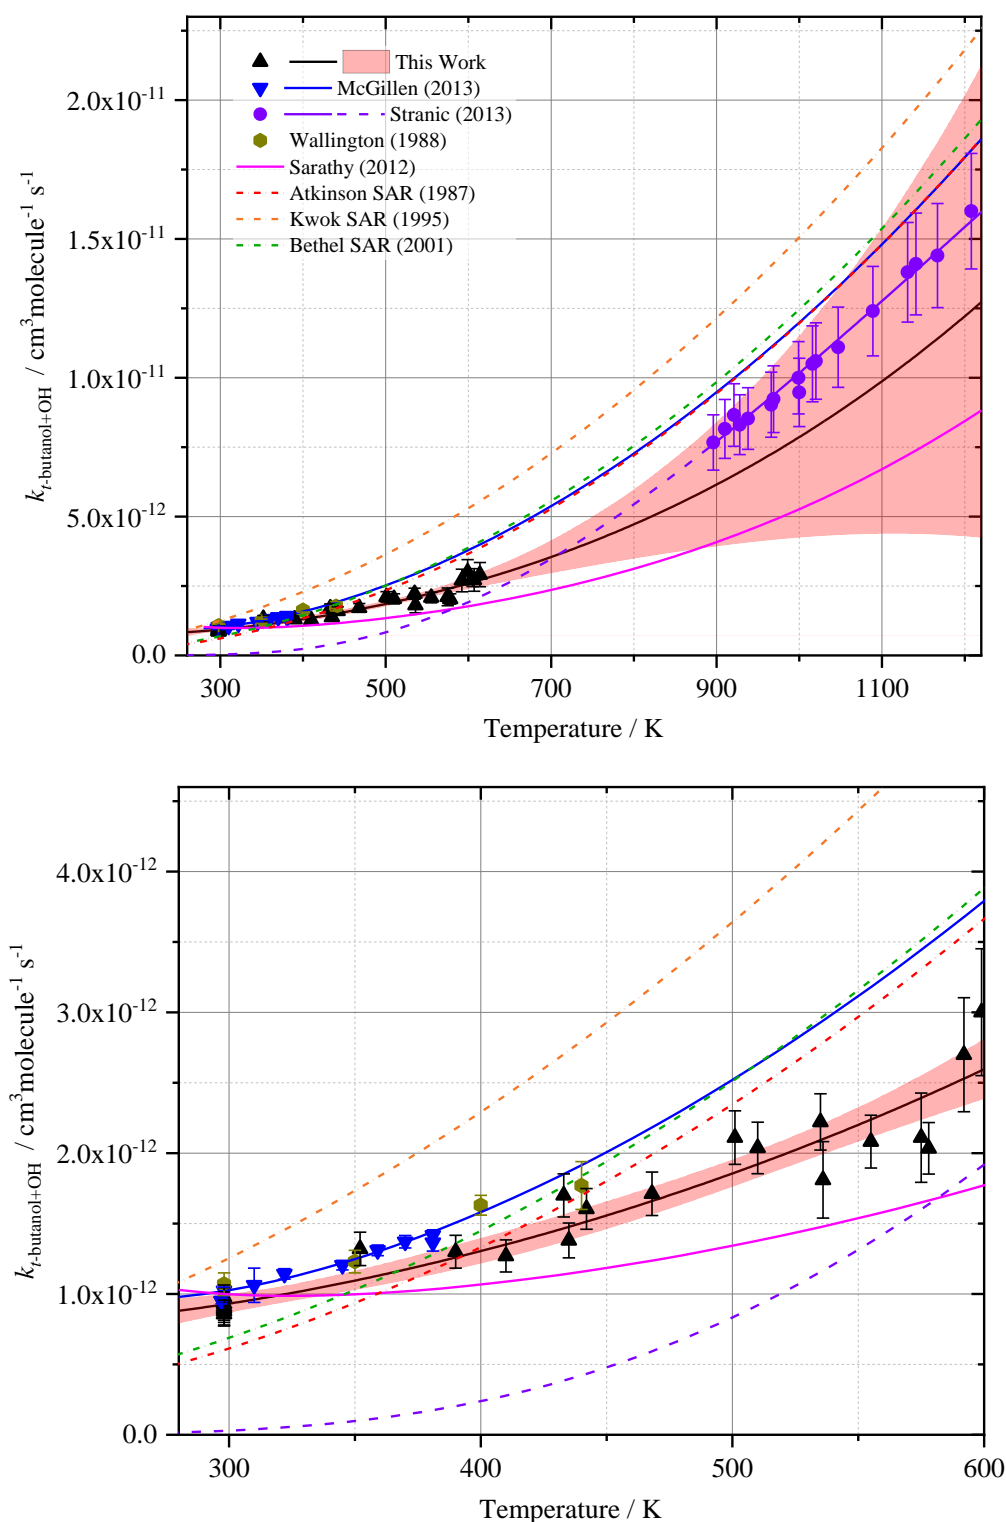 This Work
McGillen (2013)
Stranic (2013)
Wallington (1988)
Sarathy (2012)
Atkinson SAR (1987)
Kwok SAR (1995)
Bethel SAR (2001)
k t-butanol+OH / cm³molecule⁻¹ s⁻¹
2.0x10⁻¹¹
1.5x10⁻¹¹
1.0x10⁻¹¹
5.0x10⁻¹²
0.0
300 500 700 900 1100
Temperature / K
k t-butanol+OH / cm³molecule⁻¹ s⁻¹
4.0x10⁻¹²
3.0x10⁻¹²
2.0x10⁻¹²
1.0x10⁻¹²
0.0
300 400 500 600
Temperature / K